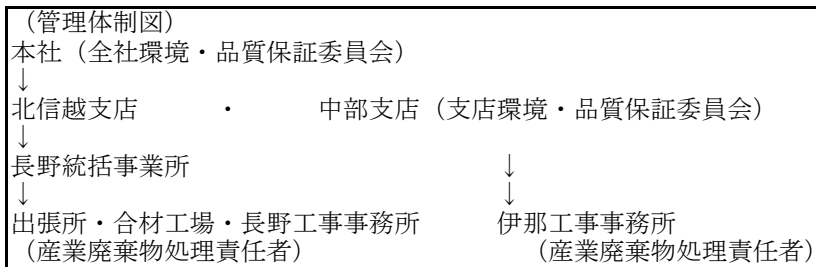 （管理体制図）
本社（全社環境・品質保証委員会）
↓
北信越支店　　　・　　　中部支店（支店環境・品質保証委員会）
↓
長野統括事業所　　　　　　　　　　　↓
↓　　　　　　　　　　　　　　　　　↓
出張所・合材工場・長野工事事務所　　伊那工事事務所
（産業廃棄物処理責任者）　　　　　　（産業廃棄物処理責任者）